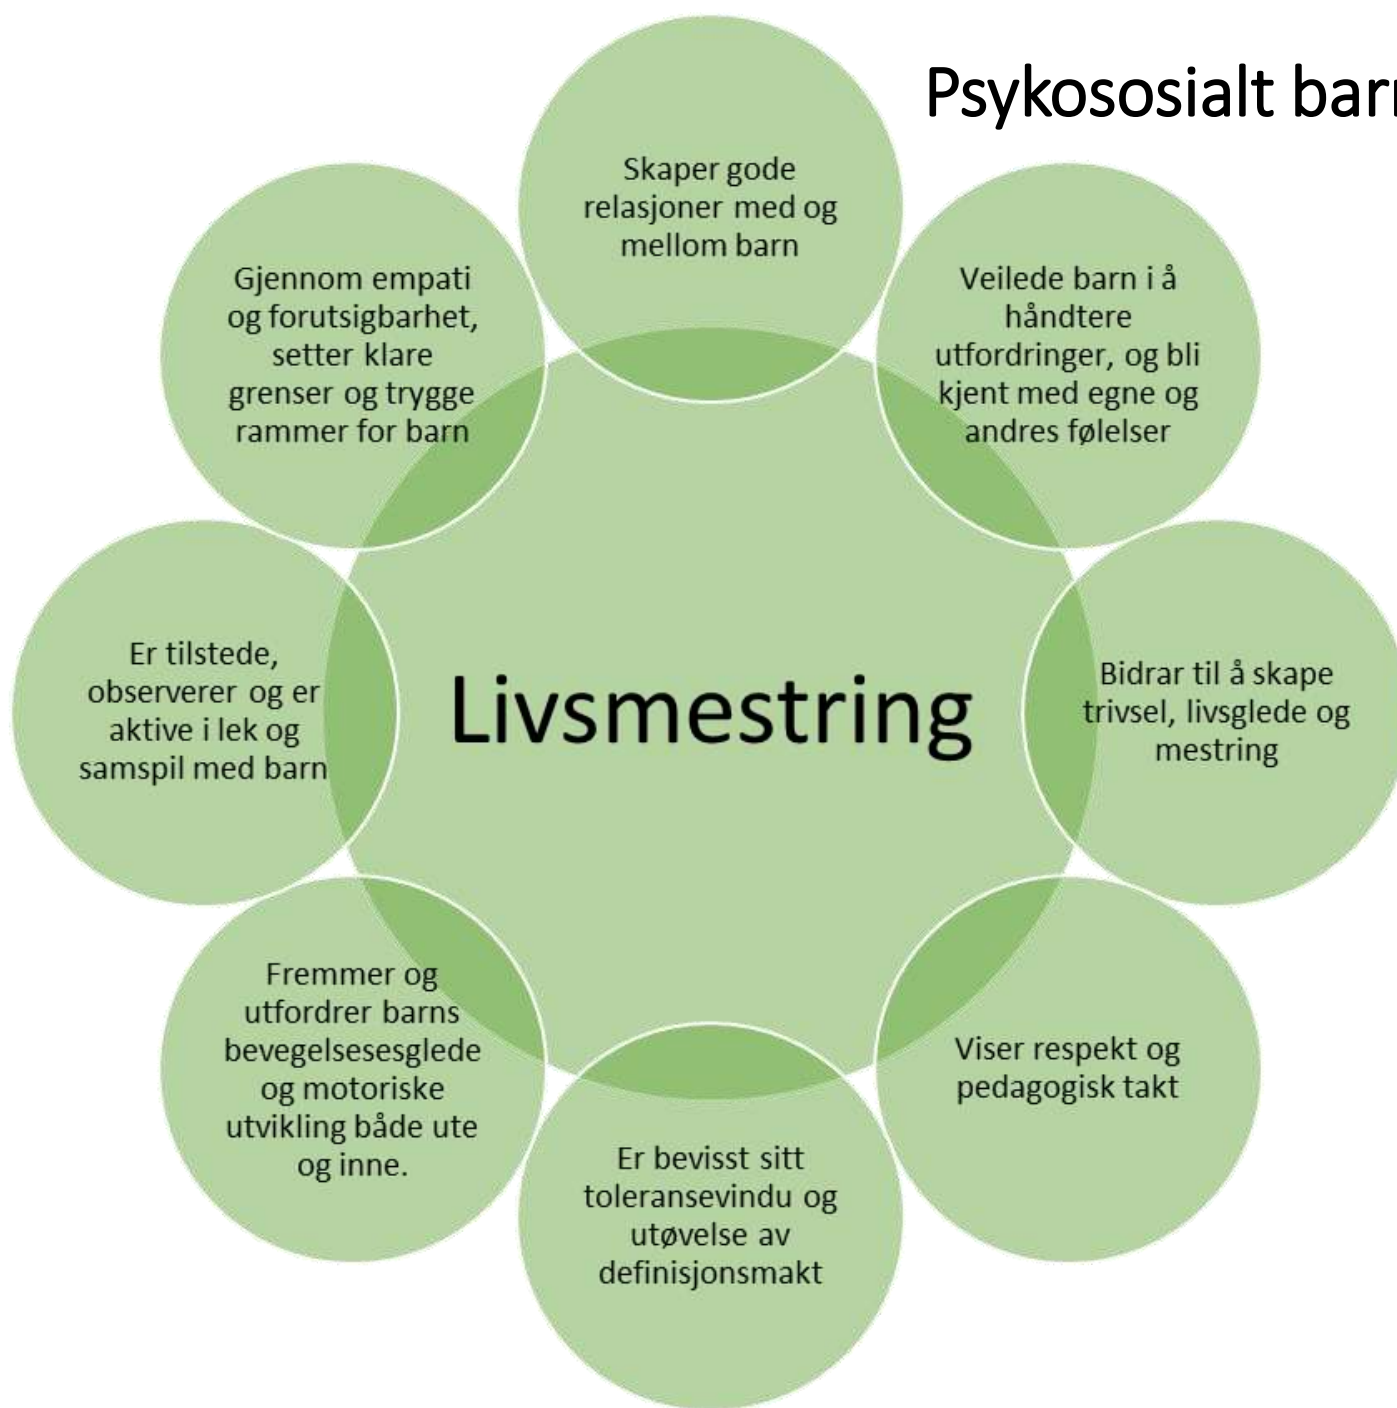 Psykososialt barn
Skaper gode
relasjoner med og
mellom barn
Veilede barn i å
håndtere
utfordringer, og bli
kjent med egne og
andres følelser
Bidrar til å skape
trivsel, livsglede og
mestring
Viser respekt og
pedagogisk takt
Er bevisst sitt
toleransevindu og
utøvelse av
definisjonsmakt
Fremmer og
utfordrer barns
bevegelsesesglede
og motoriske
utvikling både ute
og inne.
Er tilstede,
observerer og er
aktive i lek og
samspil med barn
Gjennom empati
og forutsigbarhet,
setter klare
grenser og trygge
rammer for barn
Livsmestring